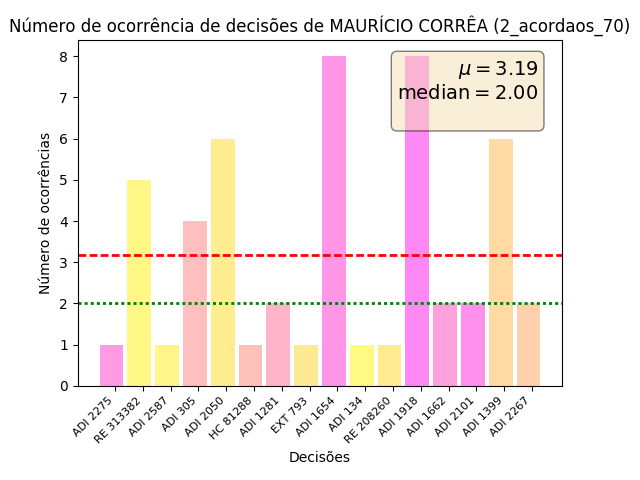 Número de ocorrência de decisões de MAURÍCIO CORRÊA (2_acordaos_70)
μ = 3.19
median = 2.00
Número de ocorrências
8
7
6
5
4
3
2
1
0
ADI 2275
RE 313382
ADI 2587
ADI 305
ADI 2050
HC 81288
ADI 1281
EXT 793
ADI 1654
ADI 134
RE 208260
ADI 1918
ADI 1662
ADI 2101
ADI 1399
ADI 2267
Decisões